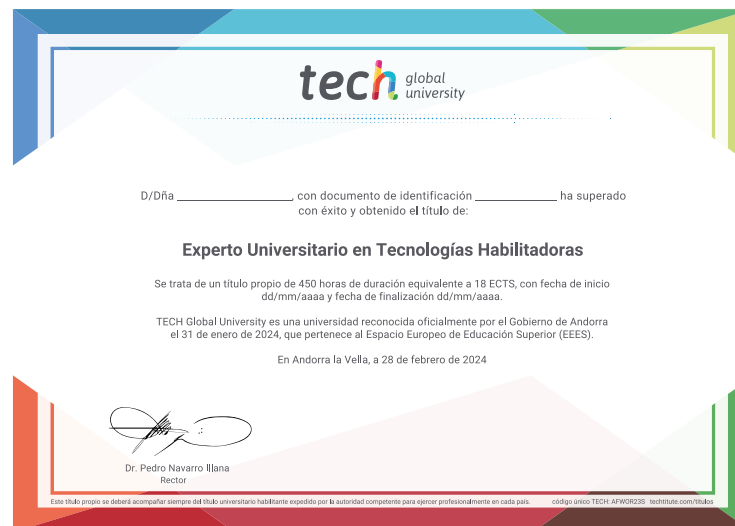 tech global university
D/Dña ____________, con documento de identificación ____________ ha superado
con éxito y obtenido el título de:
Experto Universitario en Tecnologías Habilitadoras
Se trata de un título propio de 450 horas de duración equivalente a 18 ECTS, con fecha de inicio
dd/mm/aaaa y fecha de finalización dd/mm/aaaa.
TECH Global University es una universidad reconocida oficialmente por el Gobierno de Andorra
el 31 de enero de 2024, que pertenece al Espacio Europeo de Educación Superior (EEES).
En Andorra la Vella, a 28 de febrero de 2024
Dr. Pedro Navarro Illana
Rector
Este título propio se deberá acompañar siempre del título universitario habilitante expedido por la autoridad competente para ejercer profesionalmente en cada país. código único TECH: AFWOR23S techtitute.com/titulos